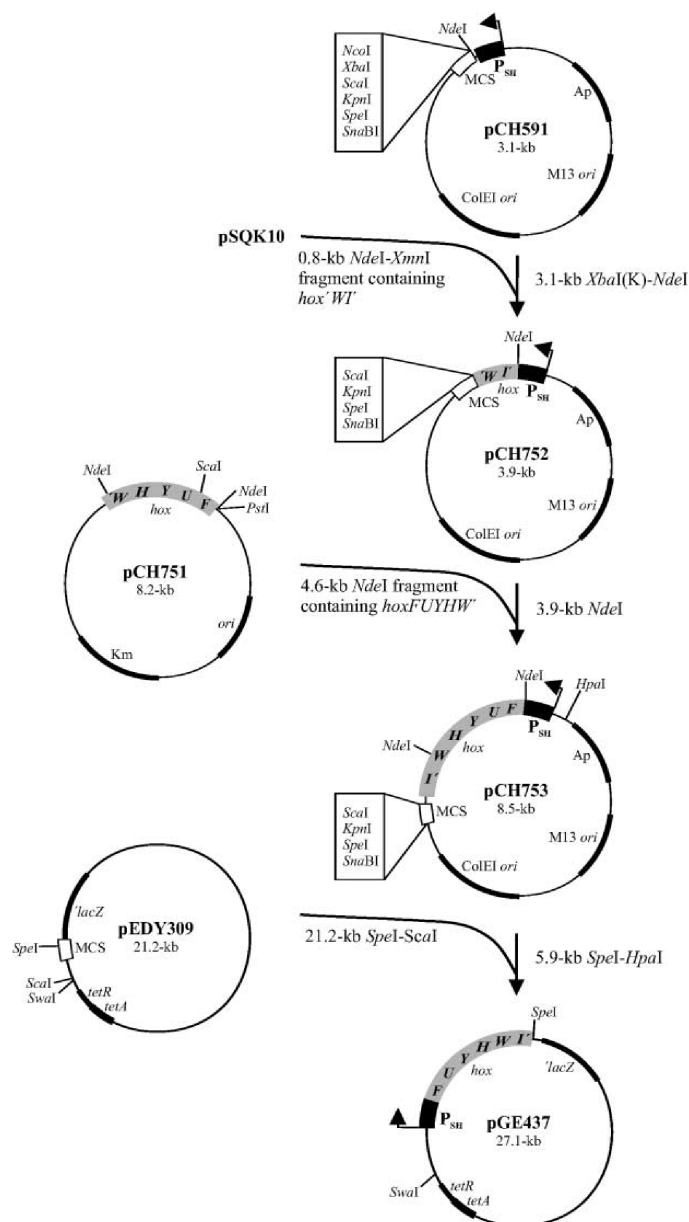 NdeI
NcoI
XbaI
ScaI
KpnI
SpeI
SnaBI
MCS
PSH
Ap
pCH591
3.1-kb
M13 ori
ColEI ori
pSQK10
0,8-kb NdeI-XmnI
fragment containing
hox´WI´
3.1-kb XbaI(K)-NdeI
NdeI
ScaI
KpnI
SpeI
SnaBI
´W I´
hox
MCS
PSH
Ap
pCH752
3.9-kb
M13 ori
ColEI ori
NdeI
ScaI
NdeI
PstI
´W H Y U F
hox
pCH751
8.2-kb
ori
Km
4.6-kb NdeI fragment
containing hoxFUYHW´
3.9-kb NdeI
NdeI
HpaI
I´ W H Y U F
hox
PSH
NdeI
Ap
pCH753
8.5-kb
ScaI
KpnI
SpeI
SnaBI
MCS
M13 ori
ColEI ori
´lacZ
pEDY309
21.2-kb
SpeI
MCS
ScaI
SwaI
tetR
tetA
21.2-kb SpeI-ScaI
5.9-kb SpeI-HpaI
SpeI
F U Y H W I´
hox
´lacZ
PSH
pGE437
27.1-kb
SwaI
tetR
tetA